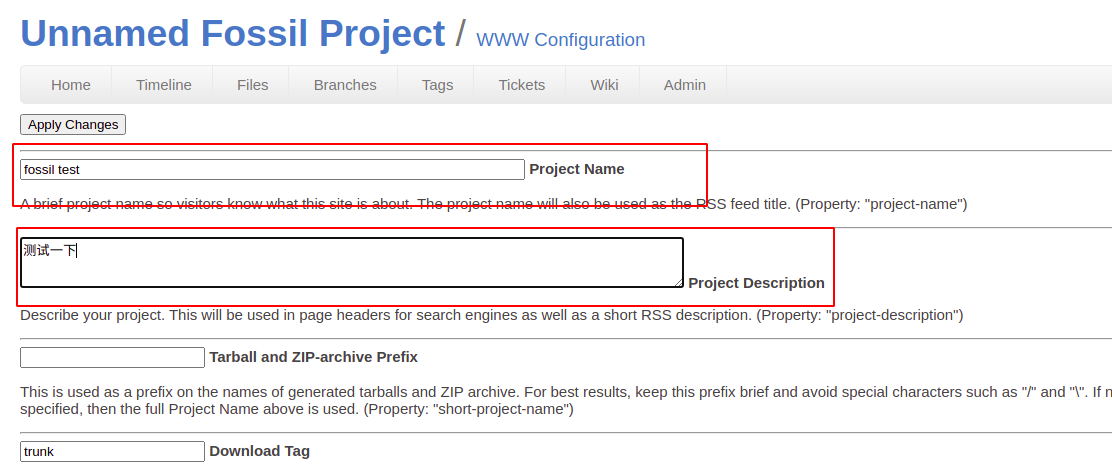 Unnamed Fossil Project / WWW Configuration
Home Timeline Files Branches Tags Tickets Wiki Admin
Apply Changes
fossil test Project Name
A brief project name so visitors know what this site is about. The project name will also be used as the RSS feed title. (Property: "project-name")
测试一下
Project Description
Describe your project. This will be used in page headers for search engines as well as a short RSS description. (Property: "project-description")
Tarball and ZIP-archive Prefix
This is used as a prefix on the names of generated tarballs and ZIP archive. For best results, keep this prefix brief and avoid special characters such as "/" and "\". If
specified, then the full Project Name above is used. (Property: "short-project-name")
trunk Download Tag